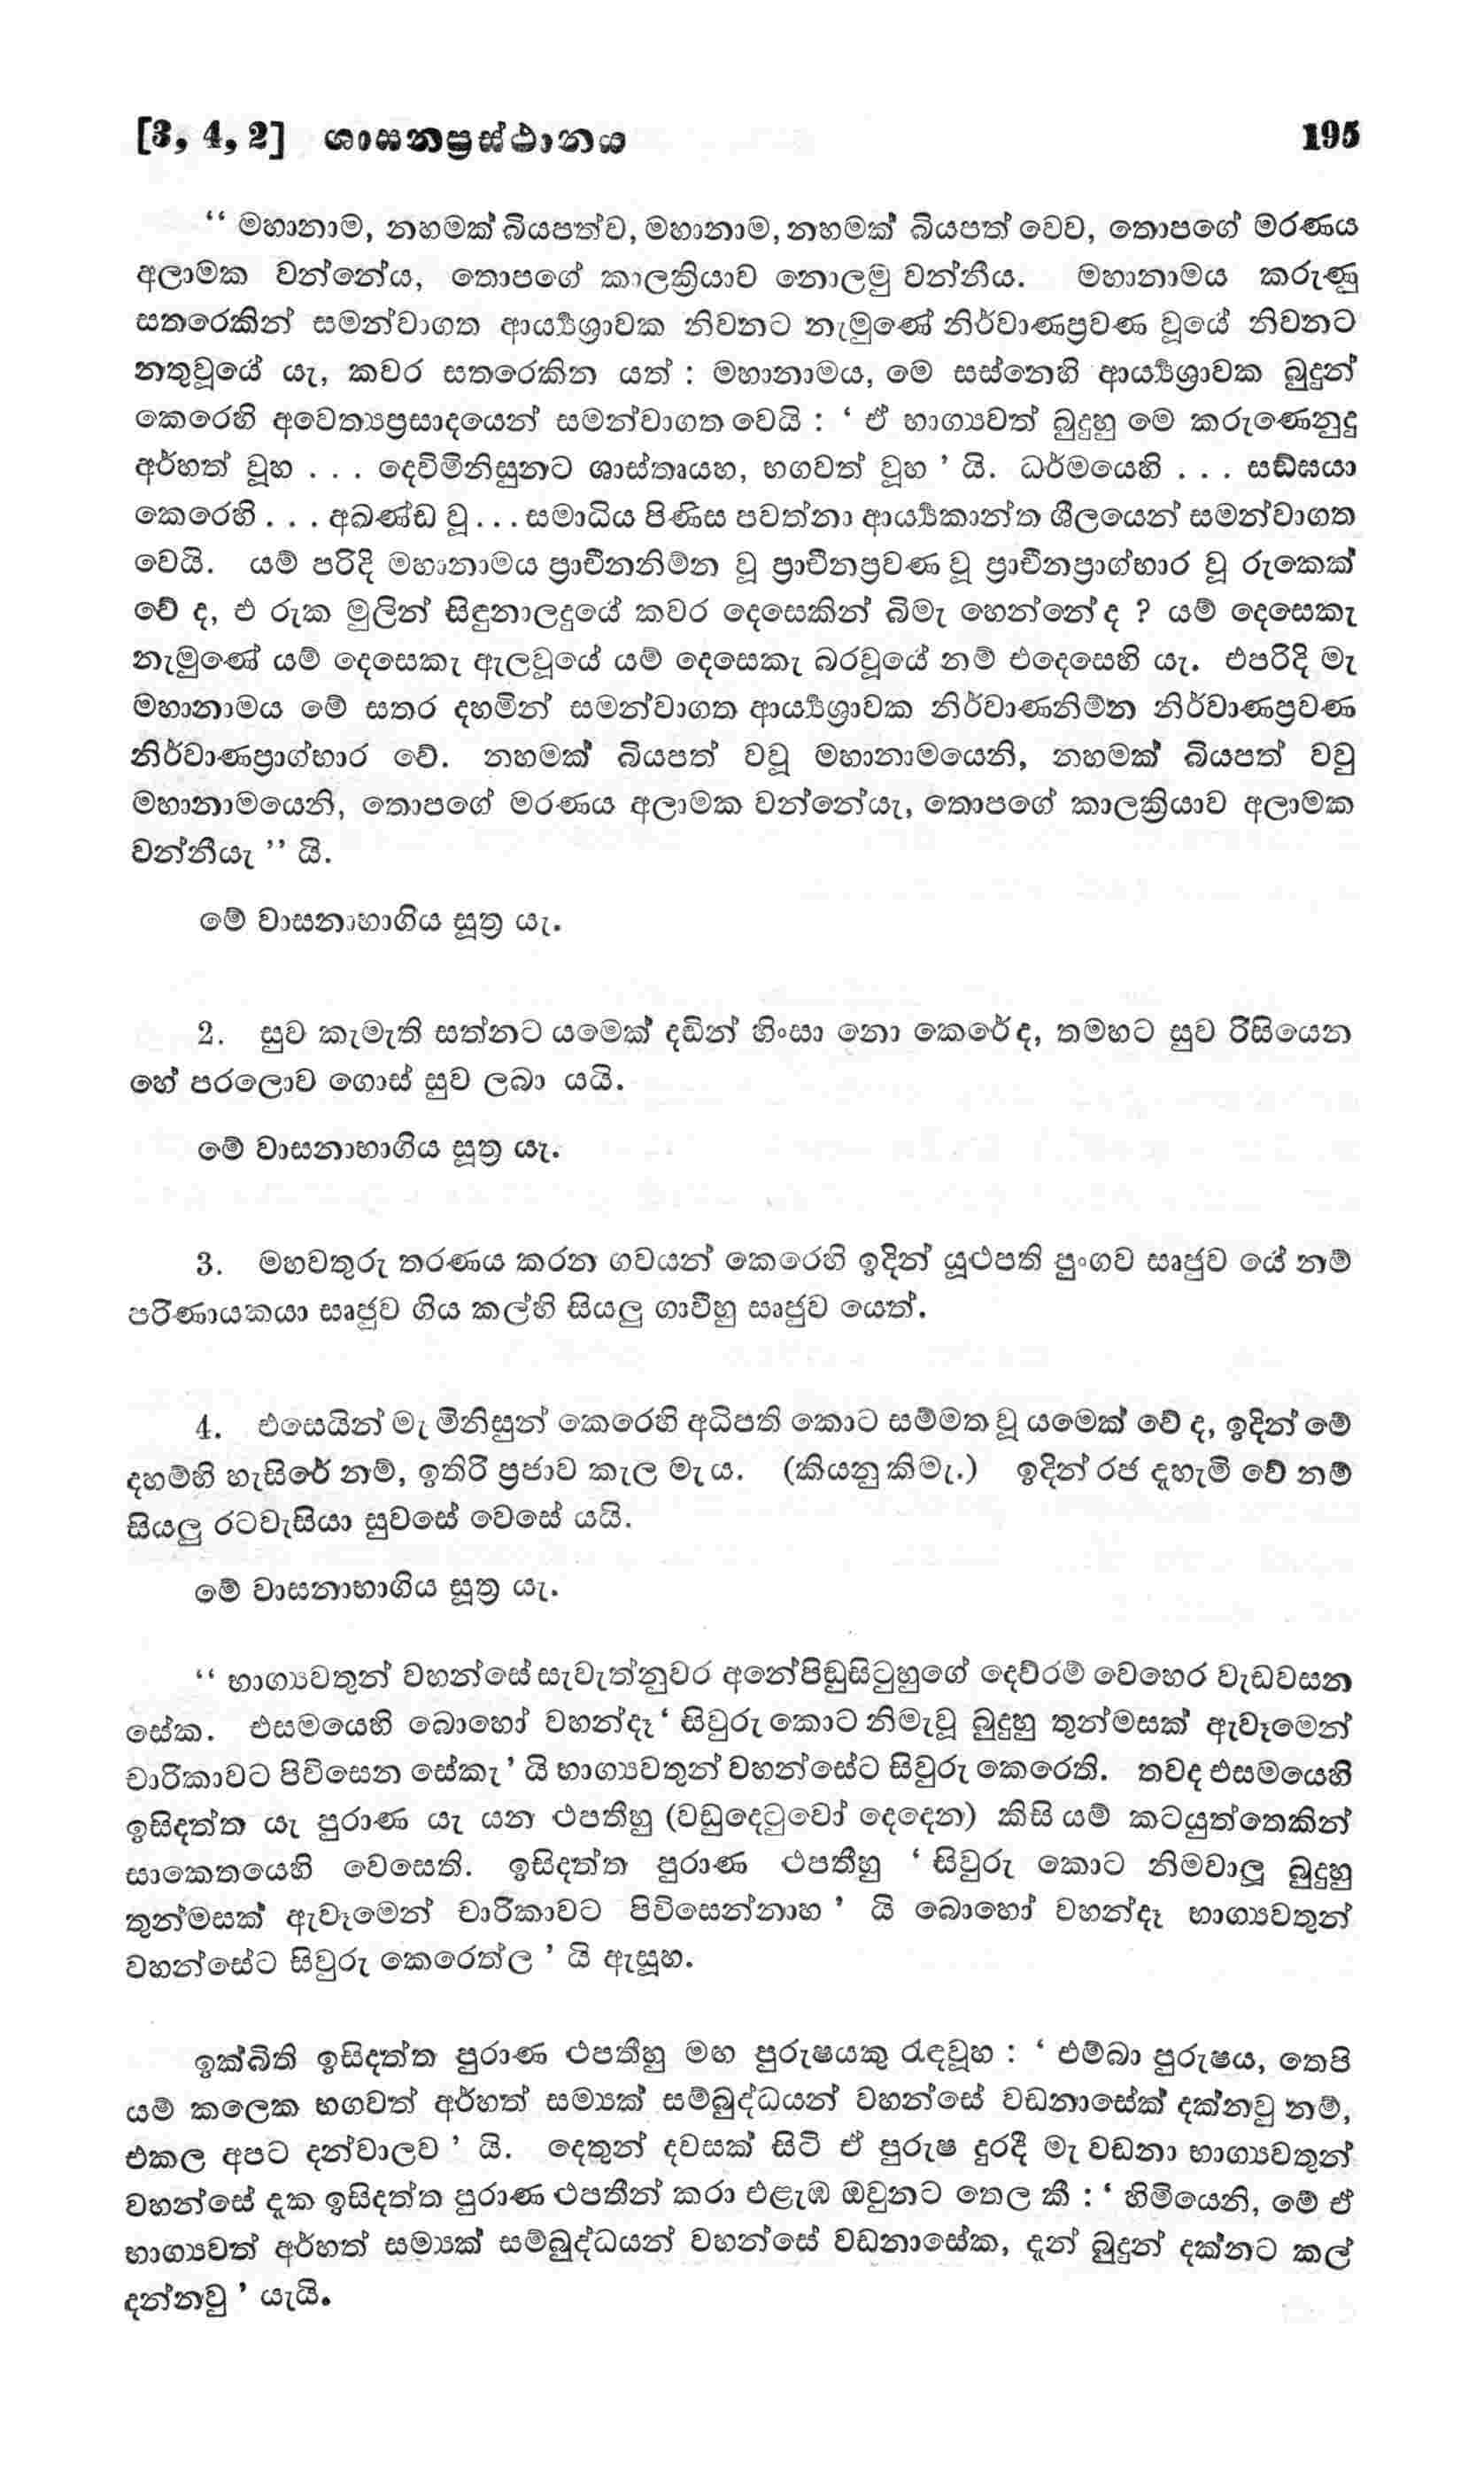 [3, 4, 2] ශාසනප්‍රස්ථානය 195
“ මහානාම, නහමක් බියපත්ව, මහානාම, නහමක් බියපත් වෙව, තොපගේ මරණය
අලාමක වන්නේය, තොපගේ කාලක්‍රියාව නොලමු වන්නීය. මහානාමය කරුණු
සතරෙකින් සමන්වාගත ආර්‍ය්‍යශ්‍රාවක නිවනට නැමුණේ නිර්වාණප්‍රවණ වූයේ නිවනට
නතුවූයේ යැ, කවර සතරෙකින යත් : මහානාමය, මෙ සස්නෙහි ආර්‍ය්‍යශ්‍රාවක බුදුන්
කෙරෙහි අවෙත්‍යප්‍රසාදයෙන් සමන්වාගත වෙයි : ‘ ඒ භාග්‍යවත් බුදුහු මෙ කරුණෙනුදු
අර්හත් වූහ . . . දෙව්මිනිසුනට ශාස්තෘයහ, භගවත් වූහ ’ යි. ධර්මයෙහි . . . සඞ්ඝයා
කෙරෙහි . . . අඛණ්ඩ වූ . . . සමාධිය පිණිස පවත්නා ආර්‍ය්‍යකාන්ත ශීලයෙන් සමන්වාගත
වෙයි. යම් පරිදි මහානාමය ප්‍රාචීනනිම්න වූ ප්‍රාචීනප්‍රවණ වූ ප්‍රාචීනප්‍රාග්භාර වූ රුකෙක්
වේ ද, එ රුක මුලින් සිඳුනාලදුයේ කවර දෙසෙකින් බිමැ හෙන්නේ ද ? යම් දෙසෙකැ
නැමුණේ යම් දෙසෙකැ ඇලවූයේ යම් දෙසෙකැ බරවූයේ නම් එදෙසෙහි යැ. එපරිදි මැ
මහානාමය මේ සතර දහමින් සමන්වාගත ආර්‍ය්‍යශ්‍රාවක නිර්වාණනිම්න නිර්වාණප්‍රවණ
නිර්වාණප්‍රාග්භාර වේ. නහමක් බියපත් වවූ මහානාමයෙනි, නහමක් බියපත් වවු
මහානාමයෙනි, තොපගේ මරණය අලාමක වන්නේයැ, තොපගේ කාලක්‍රියාව අලාමක
වන්නීයැ ” යි.
මේ වාසනාභාගිය සූත්‍ර යැ.
2. සුව කැමැති සත්නට යමෙක් දඬින් හිංසා නො කෙරේ ද, තමහට සුව රිසියෙන
හේ පරලොව ගොස් සුව ලබා යයි.
මේ වාසනාභාගිය සූත්‍ර යැ.
3. මහවතුරු තරණය කරන ගවයන් කෙරෙහි ඉදින් යූථපති පුංගව සෘජුව යේ නම්
පරිණායකයා සෘජුව ගිය කල්හි සියලු ගාවීහු සෘජුව යෙත්.
4. එසෙයින් මැ මිනිසුන් කෙරෙහි අධිපති කොට සම්මත වූ යමෙක් වේ ද, ඉදින් මේ
දහම්හි හැසිරේ නම්, ඉතිරි ප්‍රජාව කැල මැ ය. (කියනු කිමැ.) ඉදින් රජ දැහැමි වේ නම්
සියලු රටවැසියා සුවසේ වෙසේ යයි.
මේ වාසනාභාගිය සූත්‍ර යැ.
“ භාග්‍යවතුන් වහන්සේ සැවැත්නුවර අනේපිඬුසිටුහුගේ දෙව්රම් වෙහෙර වැඩවසන
සේක. එසමයෙහි බොහෝ වහන්දෑ ‘ සිවුරු කොට නිමැවූ බුදුහු තුන්මසක් ඇවෑමෙන්
චාරිකාවට පිවිසෙන සේකැ ’ යි භාග්‍යවතුන් වහන්සේට සිවුරු කෙරෙති. තවද එසමයෙහි
ඉසිදත්ත යැ පුරාණ යැ යන ථපතීහු (වඩුදෙටුවෝ දෙදෙන) කිසි යම් කටයුත්තෙකින්
සාකෙතයෙහි වෙසෙති. ඉසිදත්ත පුරාණ ථපතීහු ‘ සිවුරු කොට නිමවාලූ බුදුහු
තුන්මසක් ඇවෑමෙන් චාරිකාවට පිවිසෙන්නාහ ’ යි බොහෝ වහන්දෑ භාග්‍යවතුන්
වහන්සේට සිවුරු කෙරෙත්ල ’ යි ඇසූහ.
ඉක්බිති ඉසිදත්ත පුරාණ ථපතීහු මඟ පුරුෂයකු රැඳවූහ : ‘ එම්බා පුරුෂය, තෙපි
යම් කලෙක භගවත් අර්හත් සම්‍යක් සම්බුද්ධයන් වහන්සේ වඩනාසේක් දක්නවු නම්,
එකල අපට දන්වාලව ’ යි. දෙතුන් දවසක් සිටි ඒ පුරුෂ දුරදී මැ වඩනා භාග්‍යවතුන්
වහන්සේ දැක ඉසිදත්ත පුරාණ ථපතීන් කරා එළැඹ ඔවුනට තෙල කී : ‘ හිමියෙනි, මේ ඒ
භාග්‍යවත් අර්හත් සම්‍යක් සම්බුද්ධයන් වහන්සේ වඩනාසේක, දැන් බුදුන් දක්නට කල්
දන්නවු ’ යැයි.